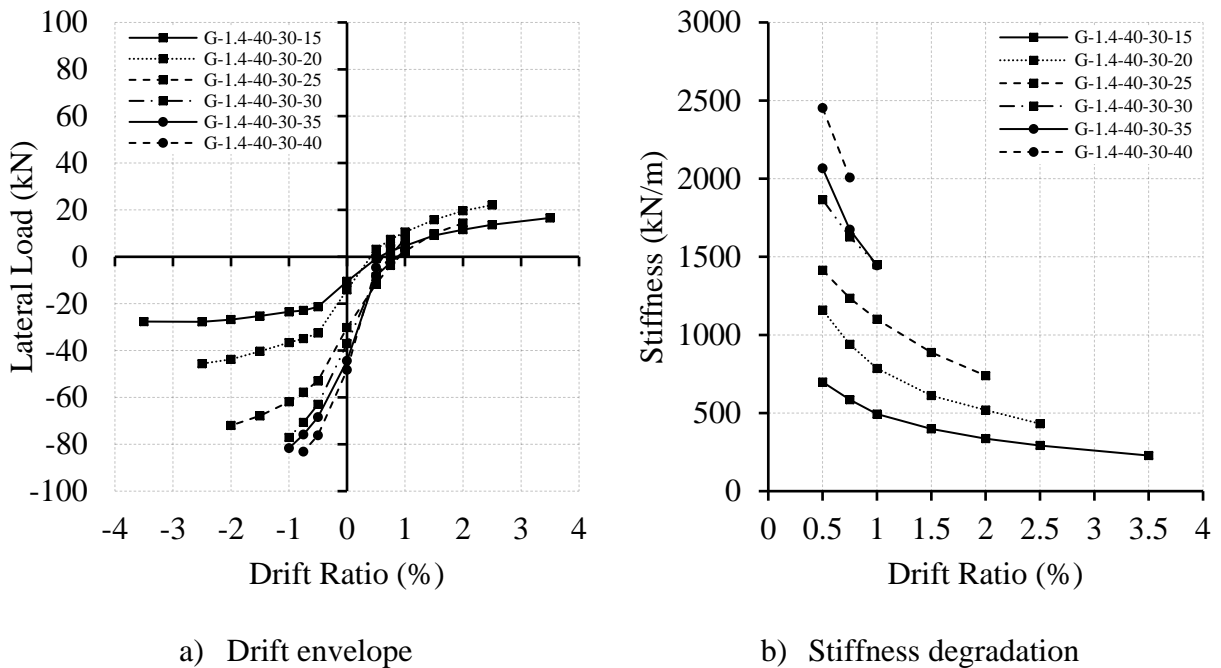 100
80
60
40
20
0
-20
-40
-60
-80
-100
Lateral Load (kN)
G-1.4-40-30-15
G-1.4-40-30-20
G-1.4-40-30-25
G-1.4-40-30-30
G-1.4-40-30-35
G-1.4-40-30-40
-4 -3 -2 -1 0 1 2 3 4
Drift Ratio (%)
a) Drift envelope
3000
2500
2000
1500
1000
500
0
Stiffness (kN/m)
G-1.4-40-30-15
G-1.4-40-30-20
G-1.4-40-30-25
G-1.4-40-30-30
G-1.4-40-30-35
G-1.4-40-30-40
0 0.5 1 1.5 2 2.5 3 3.5 4
Drift Ratio (%)
b) Stiffness degradation